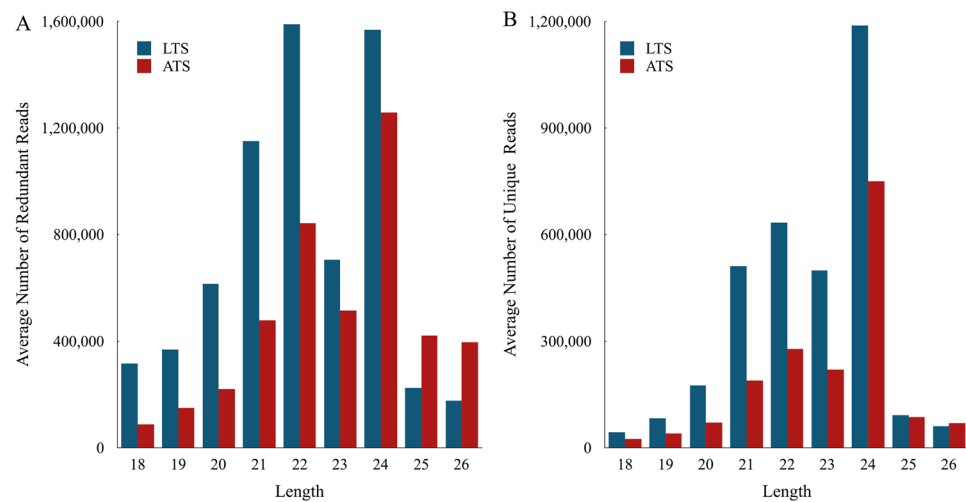 A
Average Number of Redundant Reads
1,600,000
1,200,000
800,000
400,000
0
LTS
ATS
18 19 20 21 22 23 24 25 26
Length
B
Average Number of Unique Reads
1,200,000
900,000
600,000
300,000
0
LTS
ATS
18 19 20 21 22 23 24 25 26
Length